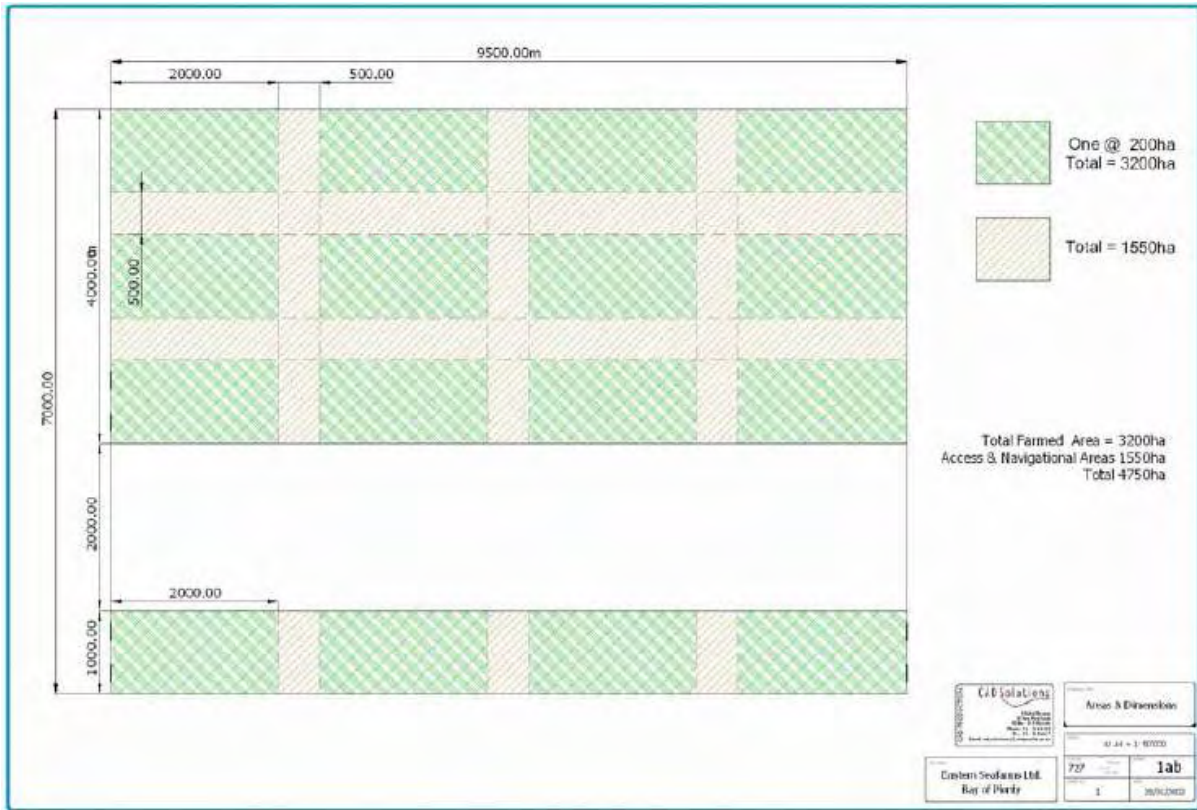 9500.00m
2000.00
500.00
One @ 200ha
Total = 3200ha
Total = 1550ha
4000.00m
500.00
7000.00
Total Farmed Area = 3200ha
Access & Navigational Areas 1550ha
Total 4750ha
2000.00
2000.00
1000.00
CAD Solutions
Areas & Dimensions
727
1ab
Eastern Seafarms Ltd.
Bay of Plenty
1